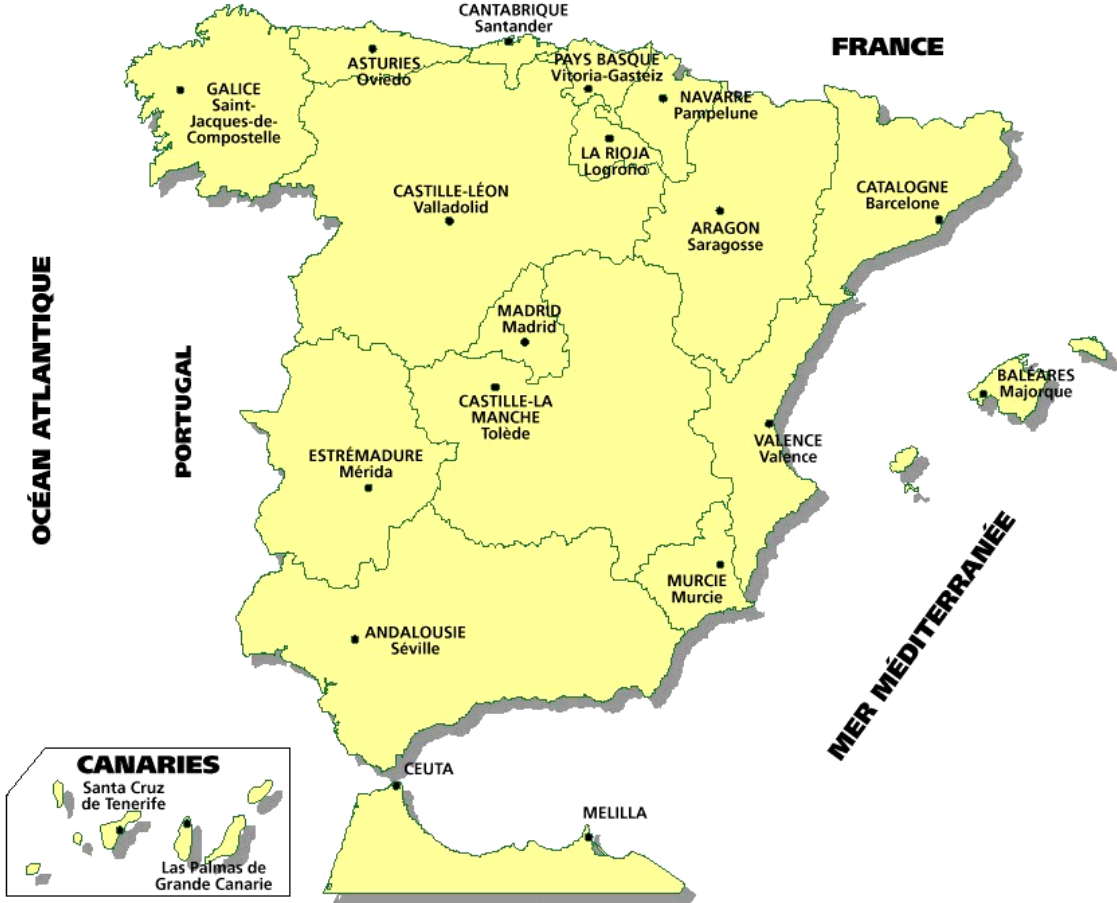 CANTABRIQUE
Santander
FRANCE
ASTURIES
Oviedo
PAYS BASQUE
Vitoria-Gasteiz
GALICE
Saint-
Jacques-de-
Compostelle
NAVARRE
Pampelune
LA RIOJA
Logroño
CASTILLE-LÉON
Valladolid
CATALOGNE
Barcelone
ARAGON
Saragosse
OCÉAN ATLANTIQUE
PORTUGAL
MADRID
Madrid
BALÉARES
Majorque
CASTILLE-LA
MANCHE
Tolède
VALENCE
Valence
ESTRÉMADURE
Mérida
MER MÉDITERRANÉE
MURCIE
Murcie
ANDALOUSIE
Séville
CEUTA
MELILLA
CANARIES
Santa Cruz
de Tenerife
Las Palmas de
Grande Canarie